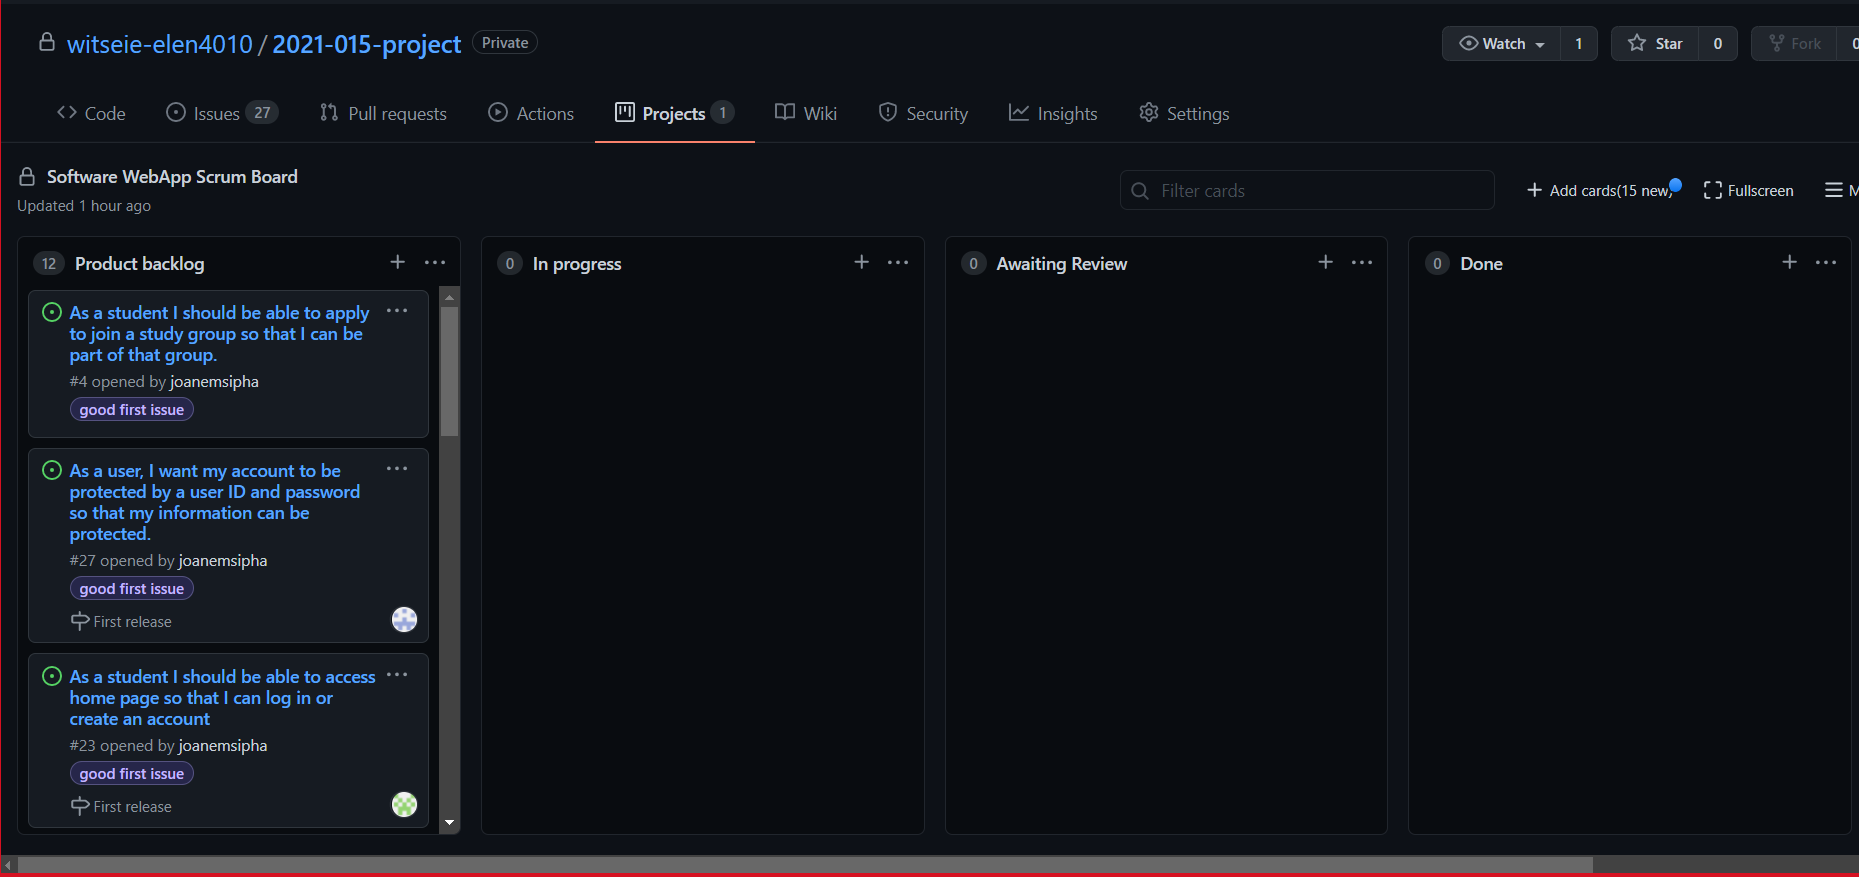 witseie-elen4010 / 2021-015-project Private
Watch 1 Star 0 Fork 0
Code Issues 27 Pull requests Actions Projects 1 Wiki Security Insights Settings
Software WebApp Scrum Board
Updated 1 hour ago
Filter cards
Add cards(15 new)
Fullscreen
M
12 Product backlog
As a student I should be able to apply
to join a study group so that I can be
part of that group.
#4 opened by joanemsipha
good first issue
As a user, I want my account to be
protected by a user ID and password
so that my information can be
protected.
#27 opened by joanemsipha
good first issue
First release
As a student I should be able to access
home page so that I can log in or
create an account
#23 opened by joanemsipha
good first issue
First release
0 In progress
0 Awaiting Review
0 Done